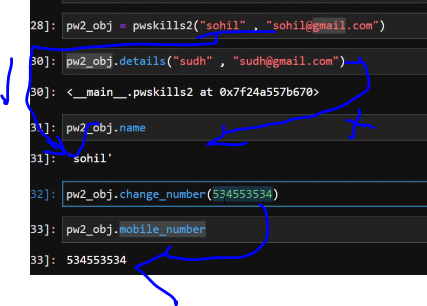 28]: pw2_obj = pwskills2("sohil" , "sohil@gmail.com")
30]: pw2_obj.details("sudh" , "sudh@gmail.com")
30]: <__main__.pwskills2 at 0x7f24a557b670>
31]: pw2_obj.name
31]: 'sohil'
32]: pw2_obj.change_number(534553534)
33]: pw2_obj.mobile_number
33]: 534553534